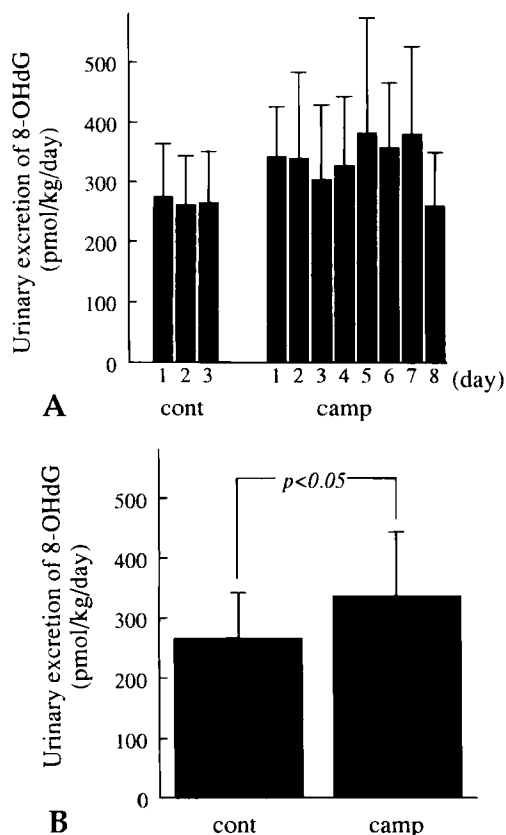 Urinary excretion of 8-OHdG
(pmol/kg/day)
500
400
300
200
100
0
1 2 3 1 2 3 4 5 6 7 8 (day)
A cont camp
Urinary excretion of 8-OHdG
(pmol/kg/day)
p<0.05
500
400
300
200
100
0
B cont camp